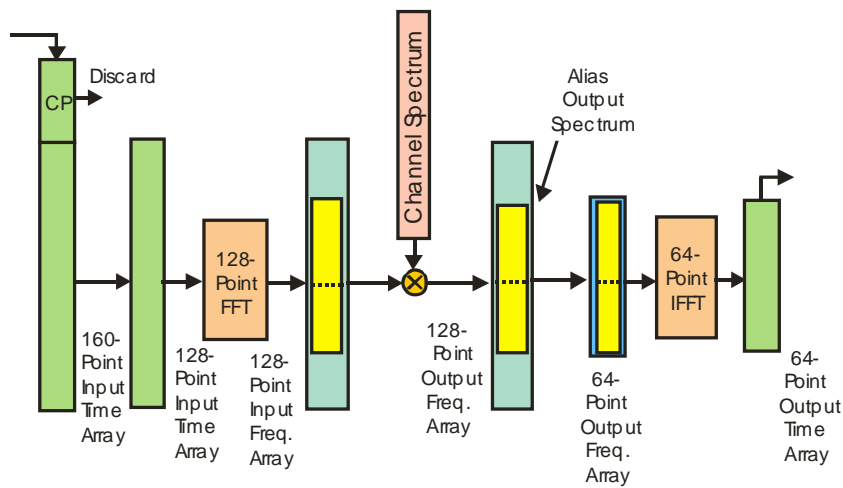 CP
Discard
160-
Point
Input
Time
Array
128-
Point
Input
Time
Array
128-
Point
FFT
128-
Point
Input
Freq.
Array
Channel Spectrum
128-
Point
Output
Freq.
Array
Alias
Output
Spectrum
64-
Point
Output
Freq.
Array
64-
Point
IFFT
64-
Point
Output
Time
Array